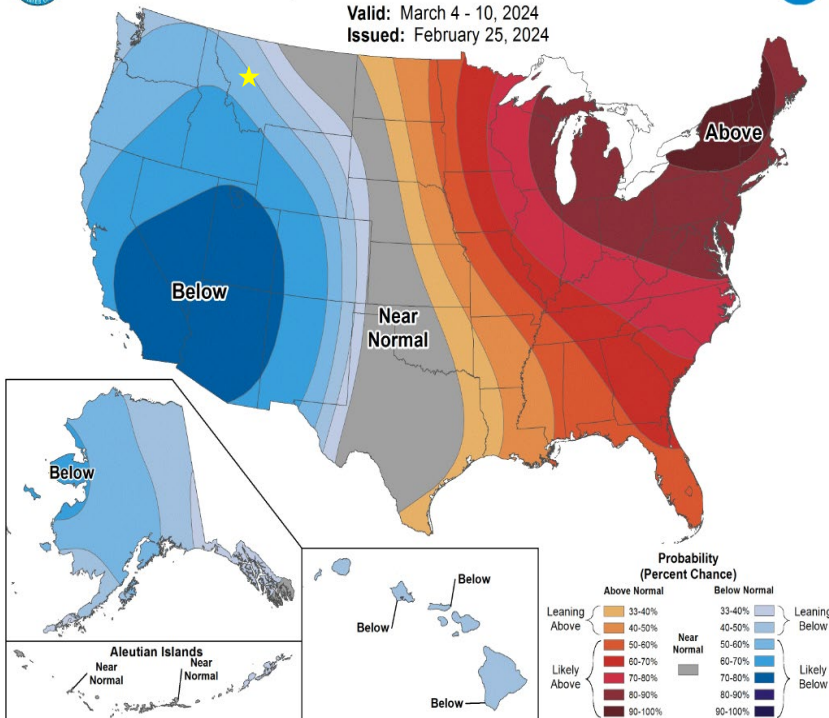 Valid: March 4 - 10, 2024
Issued: February 25, 2024
Above
Below
Near
Normal
Below
Below
Below
Below
Aleutian Islands
Near
Normal
Near
Normal
Probability
(Percent Chance)
Above Normal
Below Normal
Leaning
Above
33-40%
40-50%
Likely
Above
50-60%
60-70%
70-80%
80-90%
90-100%
Near
Normal
33-40%
40-50%
Leaning
Below
50-60%
60-70%
70-80%
80-90%
90-100%
Likely
Below